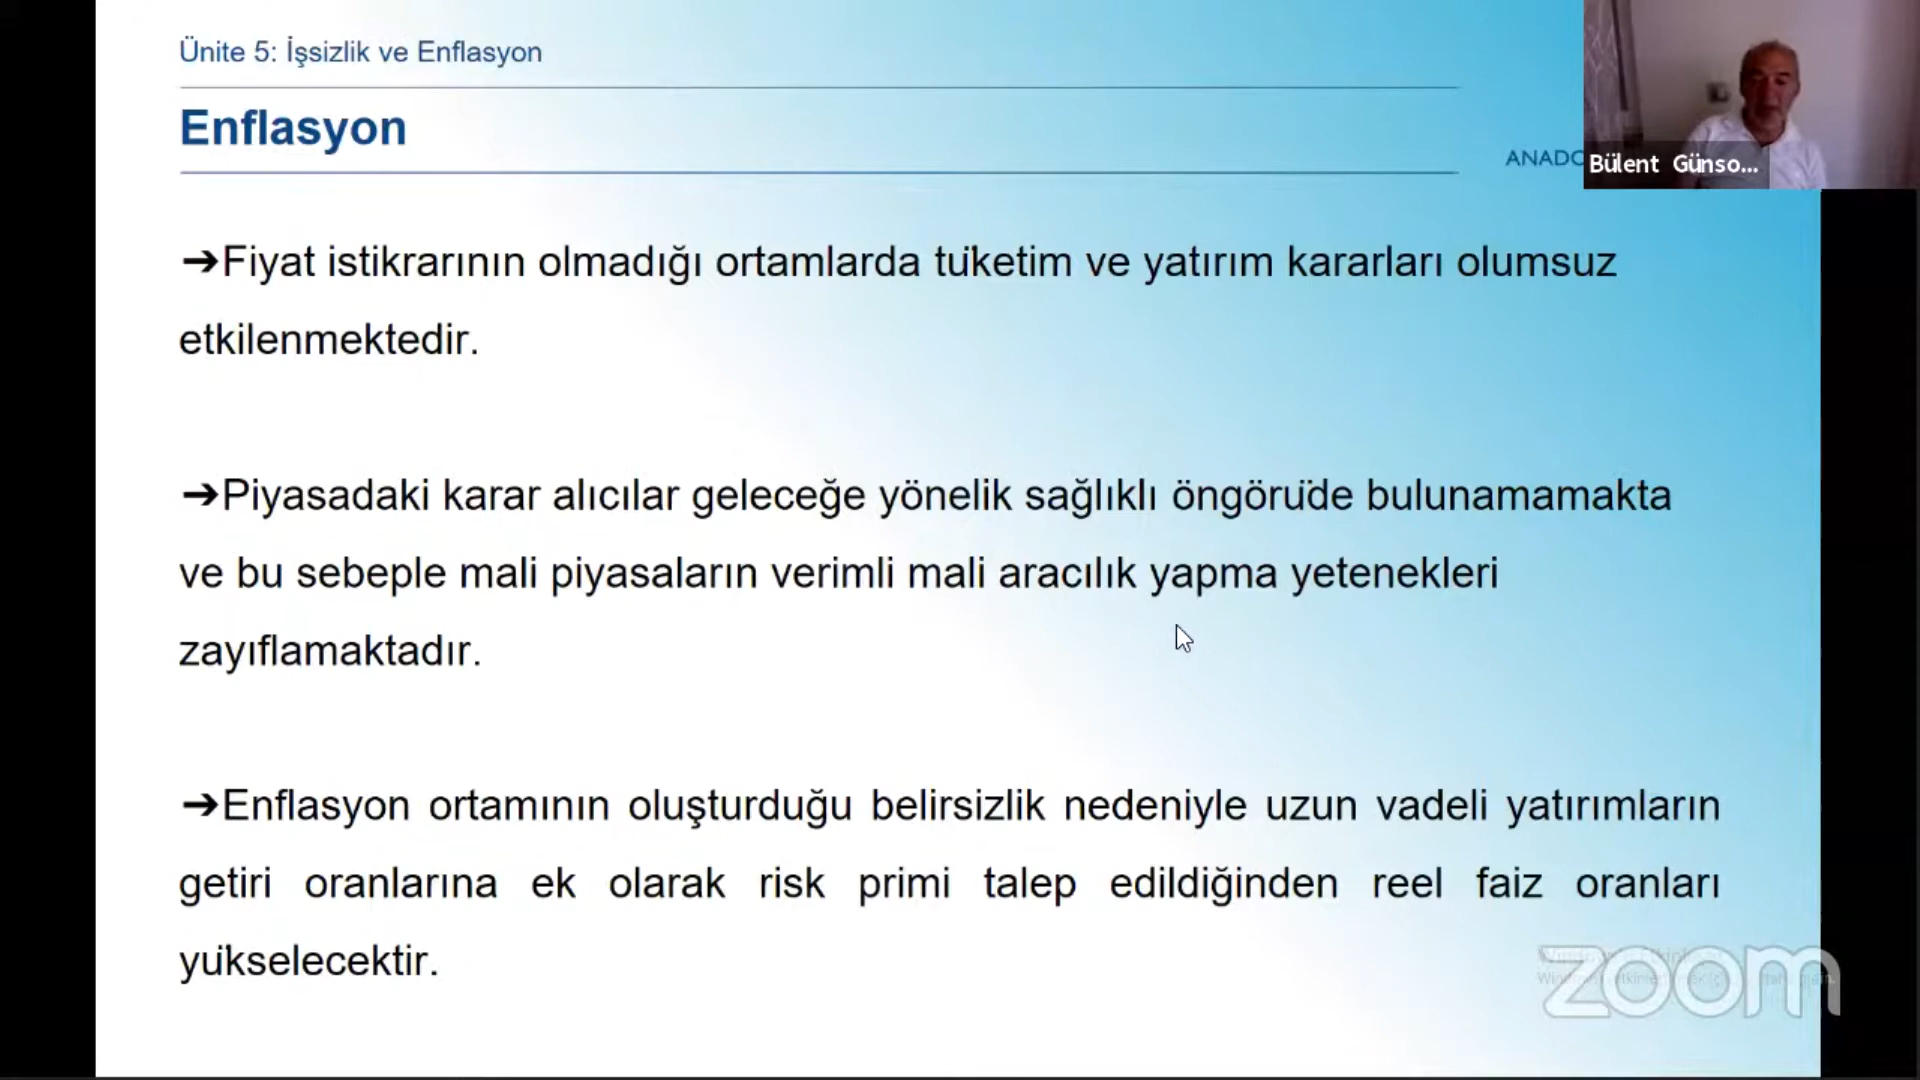 Ünite 5: İşsizlik ve Enflasyon
Enflasyon
ANADO
Bülent Günso...
➔Fiyat istikrarının olmadığı ortamlarda tüketim ve yatırım kararları olumsuz
etkilenmektedir.
➔Piyasadaki karar alıcılar geleceğe yönelik sağlıklı öngörüde bulunamamakta
ve bu sebeple mali piyasaların verimli mali aracılık yapma yetenekleri
zayıflamaktadır.
➔Enflasyon ortamının oluşturduğu belirsizlik nedeniyle uzun vadeli yatırımların
getiri oranlarına ek olarak risk primi talep edildiğinden reel faiz oranları
yükselecektir.
zoom